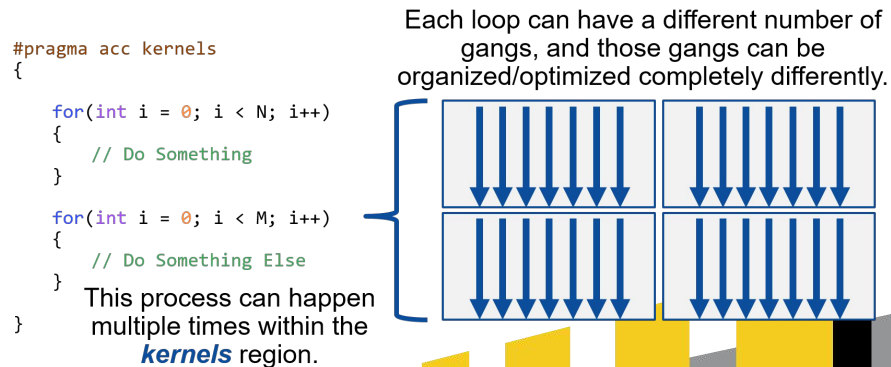 Each loop can have a different number of
gangs, and those gangs can be
organized/optimized completely differently.
#pragma acc kernels
{
for(int i = 0; i < N; i++)
{
// Do Something
}
for(int i = 0; i < M; i++)
{
// Do Something Else
}
}
This process can happen
multiple times within the
kernels region.